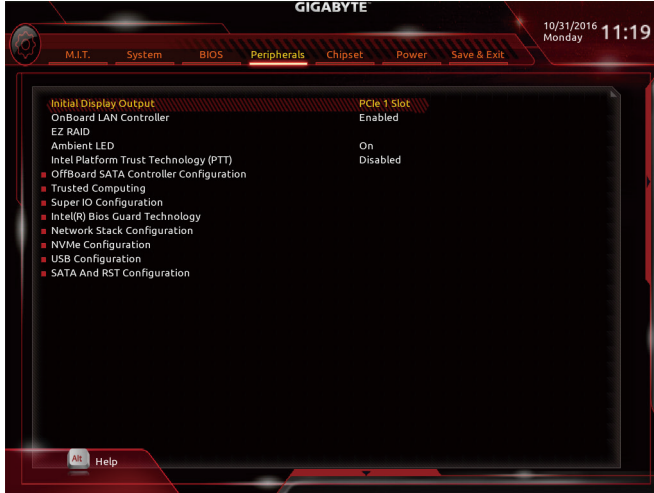 GIGABYTE™
10/31/2016
Monday
11:19
M.I.T. System BIOS Peripherals Chipset Power Save & Exit
Initial Display Output PCIe 1 Slot
OnBoard LAN Controller Enabled
EZ RAID
Ambient LED On
Intel Platform Trust Technology (PTT) Disabled
OffBoard SATA Controller Configuration
Trusted Computing
Super IO Configuration
Intel(R) Bios Guard Technology
Network Stack Configuration
NVMe Configuration
USB Configuration
SATA And RST Configuration
Alt Help